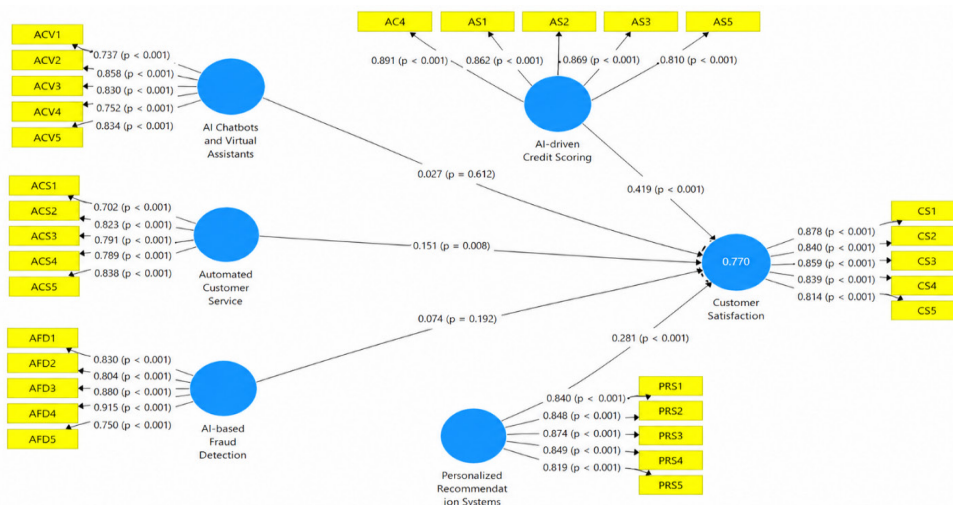 AC4
AS1
AS2
AS3
AS5
0.891 (p < 0.001)
0.862 (p < 0.001)
0.869 (p < 0.001)
0.810 (p < 0.001)
AI-driven
Credit Scoring
0.419 (p < 0.001)
ACV1
ACV2
ACV3
ACV4
ACV5
0.737 (p < 0.001)
0.858 (p < 0.001)
0.830 (p < 0.001)
0.752 (p < 0.001)
0.834 (p < 0.001)
AI Chatbots
and Virtual
Assistants
0.027 (p = 0.612)
ACS1
ACS2
ACS3
ACS4
ACS5
0.702 (p < 0.001)
0.823 (p < 0.001)
0.791 (p < 0.001)
0.789 (p < 0.001)
0.838 (p < 0.001)
Automated
Customer
Service
0.151 (p = 0.008)
0.770
Customer
Satisfaction
0.878 (p < 0.001)
0.840 (p < 0.001)
0.859 (p < 0.001)
0.839 (p < 0.001)
0.814 (p < 0.001)
CS1
CS2
CS3
CS4
CS5
AFD1
AFD2
AFD3
AFD4
AFD5
0.830 (p < 0.001)
0.804 (p < 0.001)
0.880 (p < 0.001)
0.915 (p < 0.001)
0.750 (p < 0.001)
AI-based
Fraud
Detection
0.074 (p = 0.192)
0.281 (p < 0.001)
Personalized
Recommendat
ion Systems
0.840 (p < 0.001)
0.848 (p < 0.001)
0.874 (p < 0.001)
0.849 (p < 0.001)
0.819 (p < 0.001)
PRS1
PRS2
PRS3
PRS4
PRS5